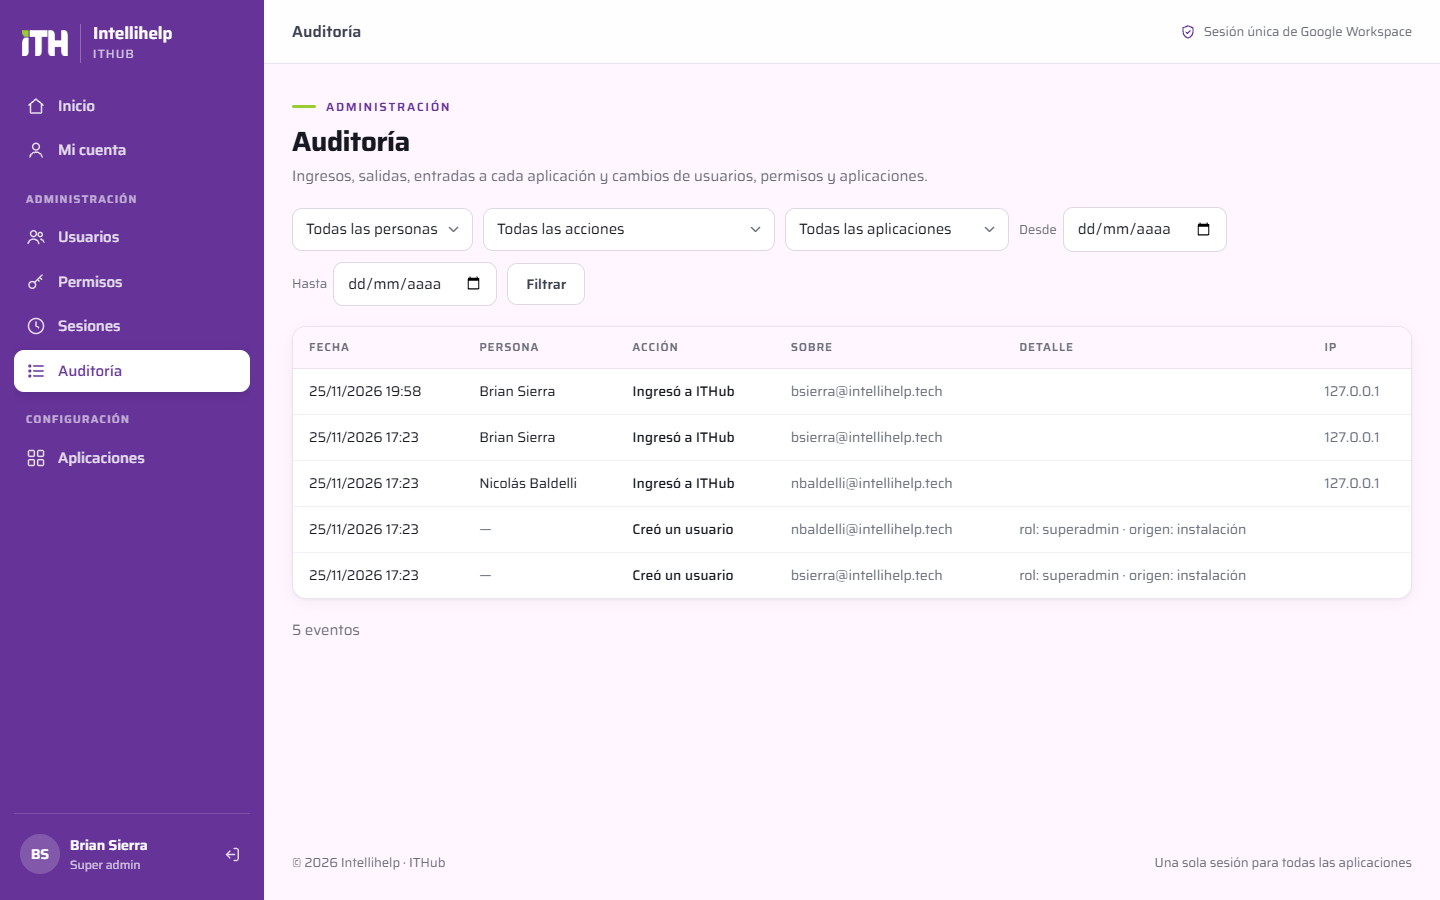 iTH
Intellihelp
ITHUB
Inicio
Mi cuenta
ADMINISTRACIÓN
Usuarios
Permisos
Sesiones
Auditoría
CONFIGURACIÓN
Aplicaciones
BS
Brian Sierra
Super admin
Auditoría
Sesión única de Google Workspace
ADMINISTRACIÓN
Auditoría
Ingresos, salidas, entradas a cada aplicación y cambios de usuarios, permisos y aplicaciones.
Todas las personas Todas las acciones Todas las aplicaciones Desde dd/mm/aaaa
Hasta dd/mm/aaaa Filtrar
FECHA PERSONA ACCIÓN SOBRE DETALLE IP
25/11/2026 19:58 Brian Sierra Ingresó a ITHub bsierra@intellihelp.tech 127.0.0.1
25/11/2026 17:23 Brian Sierra Ingresó a ITHub bsierra@intellihelp.tech 127.0.0.1
25/11/2026 17:23 Nicolás Baldelli Ingresó a ITHub nbaldelli@intellihelp.tech 127.0.0.1
25/11/2026 17:23 — Creó un usuario nbaldelli@intellihelp.tech rol: superadmin · origen: instalación
25/11/2026 17:23 — Creó un usuario bsierra@intellihelp.tech rol: superadmin · origen: instalación
5 eventos
© 2026 Intellihelp · ITHub
Una sola sesión para todas las aplicaciones